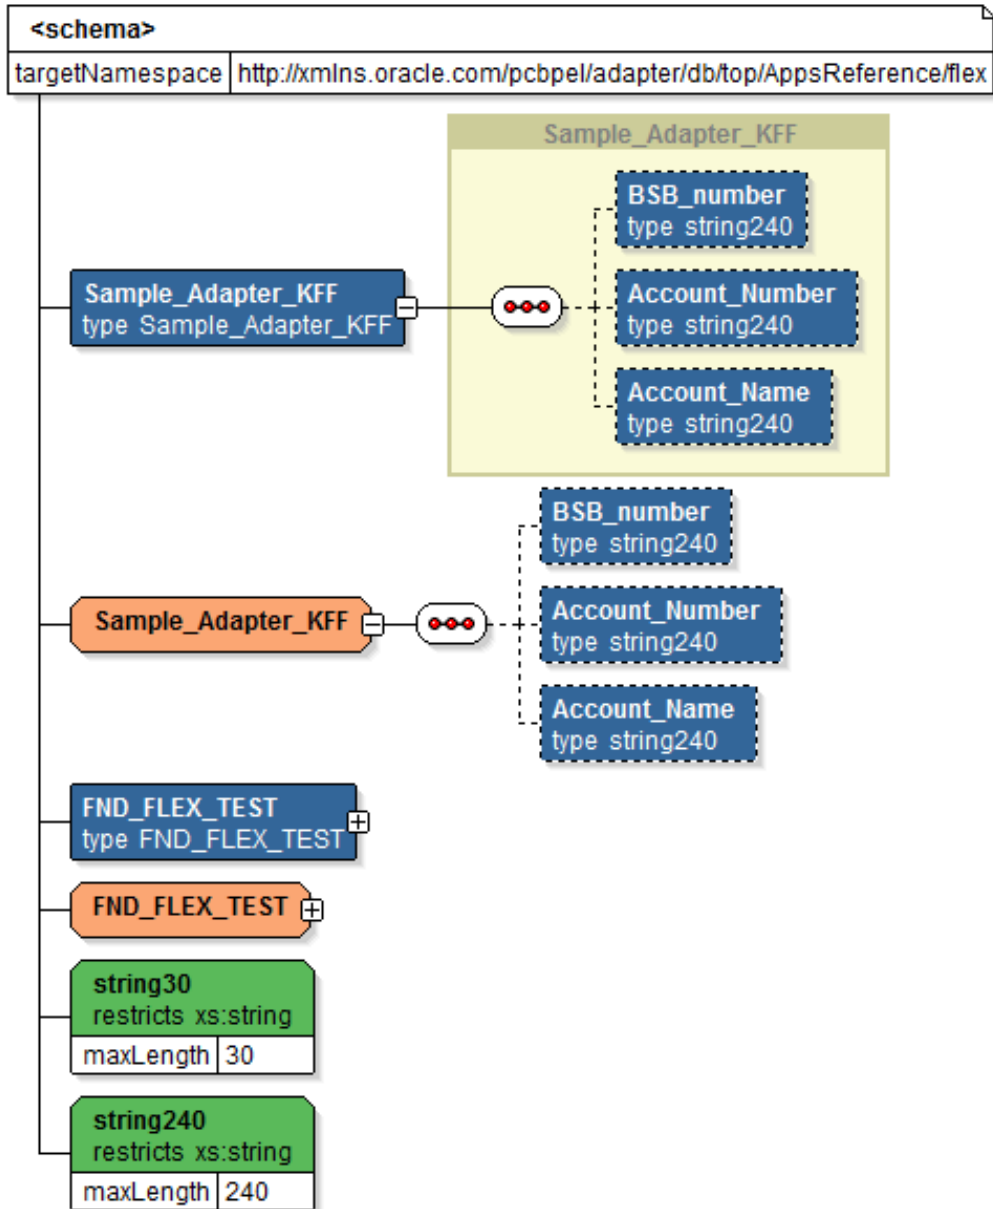 <schema>
targetNamespace http://xmlns.oracle.com/pcbpel/adapter/db/top/AppsReference/flex
Sample_Adapter_KFF
BSB_number
type string240
Sample_Adapter_KFF
type Sample_Adapter_KFF
Account_Number
type string240
Account_Name
type string240
BSB_number
type string240
Sample_Adapter_KFF
Account_Number
type string240
Account_Name
type string240
FND_FLEX_TEST
type FND_FLEX_TEST
FND_FLEX_TEST
string30
restricts xs:string
maxLength 30
string240
restricts xs:string
maxLength 240